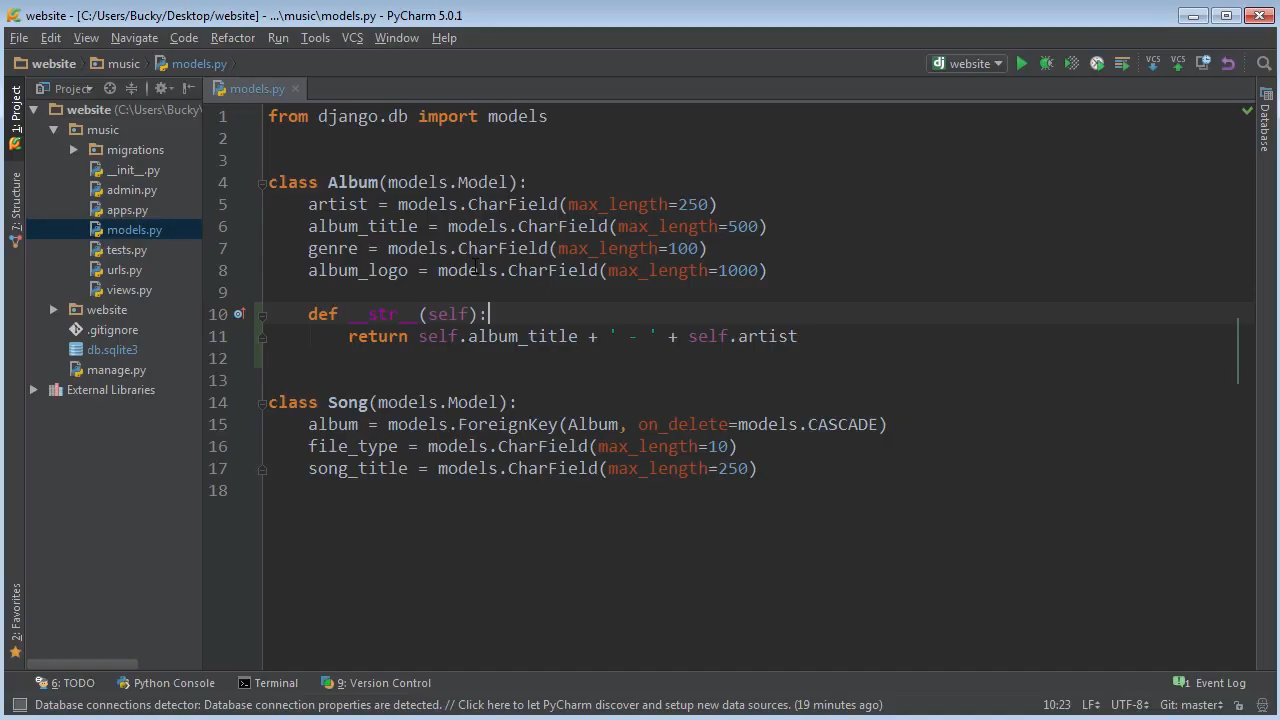 website - [C:/Users/Bucky/Desktop/website] - ...\music\models.py - PyCharm 5.0.1
File Edit View Navigate Code Refactor Run Tools VCS Window Help
website music models.py website VCS VCS
Project models.py
1: Project
7: Structure
2: Favorites
Database
website (C:\Users\Bucky\
music
migrations
__init__.py
admin.py
apps.py
models.py
tests.py
urls.py
views.py
website
.gitignore
db.sqlite3
manage.py
External Libraries
1 from django.db import models
2
3
4 class Album(models.Model):
5 artist = models.CharField(max_length=250)
6 album_title = models.CharField(max_length=500)
7 genre = models.CharField(max_length=100)
8 album_logo = models.CharField(max_length=1000)
9
10 def __str__(self):
11 return self.album_title + ' - ' + self.artist
12
13
14 class Song(models.Model):
15 album = models.ForeignKey(Album, on_delete=models.CASCADE)
16 file_type = models.CharField(max_length=10)
17 song_title = models.CharField(max_length=250)
18
6: TODO Python Console Terminal 9: Version Control 1 Event Log
Database connections detector: Database connection properties are detected. // Click here to let PyCharm discover and setup new data sources. (19 minutes ago) 10:23 LF÷ UTF-8÷ Git: master÷